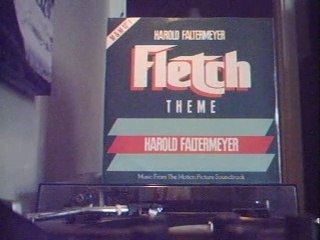 HAROLD FALTERMEYER
Fletch
THEME
HAROLD FALTERMEYER
Music From The Motion Picture Soundtrack